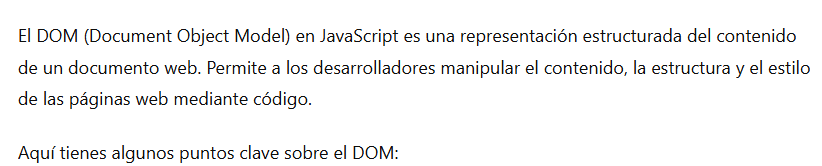 El DOM (Document Object Model) en JavaScript es una representación estructurada del contenido
de un documento web. Permite a los desarrolladores manipular el contenido, la estructura y el estilo
de las páginas web mediante código.
Aquí tienes algunos puntos clave sobre el DOM: